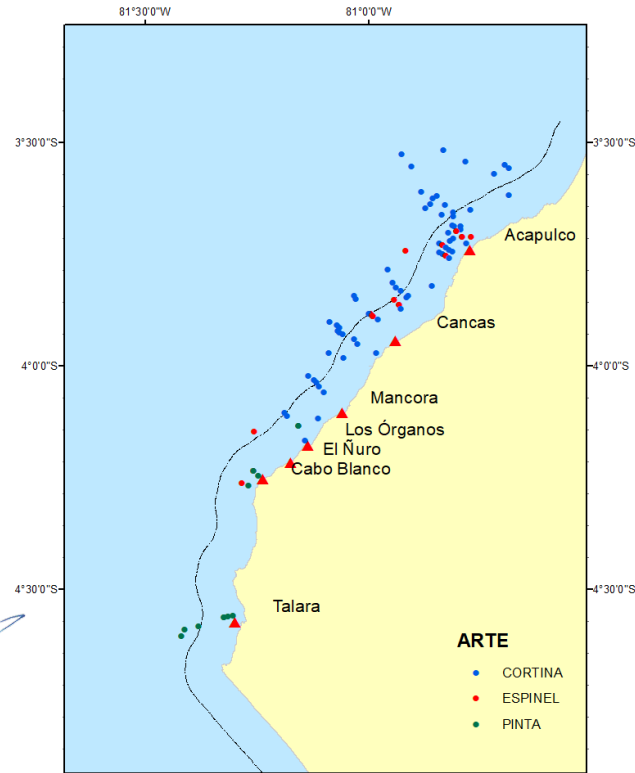 81°30'0"W
81°0'0"W
3°30'0"S
3°30'0"S
Acapulco
Cancas
4°0'0"S
4°0'0"S
Mancora
Los Órganos
El Ñuro
Cabo Blanco
4°30'0"S
4°30'0"S
Talara
ARTE
CORTINA
ESPINEL
PINTA